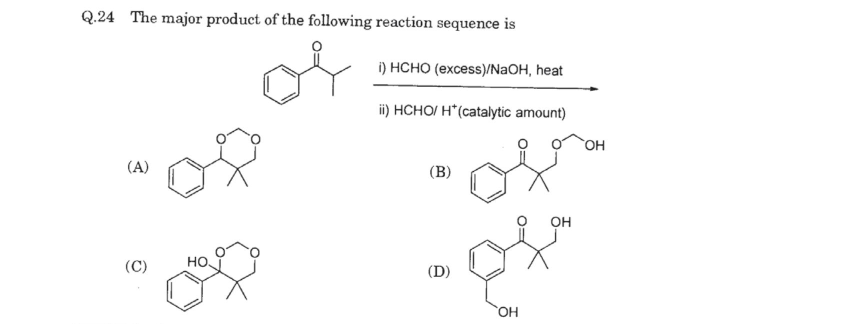 Q.24 The major product of the following reaction sequence is
O
i) HCHO (excess)/NaOH, heat
ii) HCHO/ H⁺(catalytic amount)
(A)
O O
(B)
O O OH
(C)
HO O O
(D)
O OH
OH